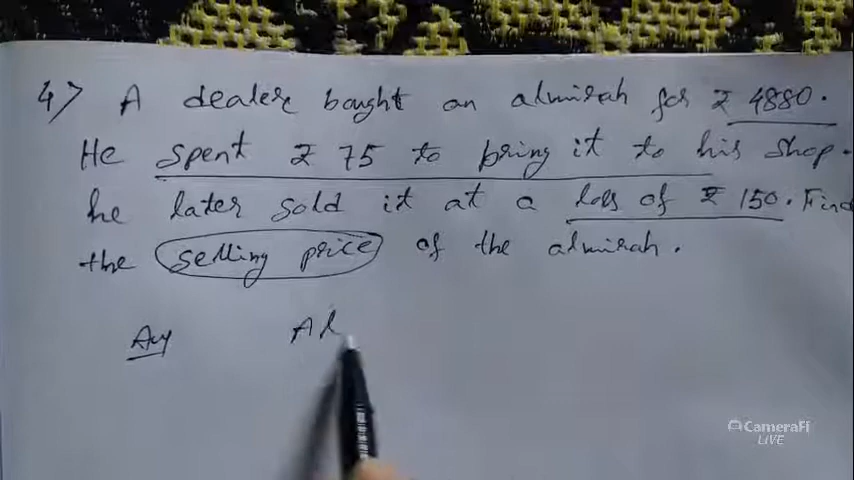 4> A dealer bought an almirah for ₹ 4880.
He spent ₹ 75 to bring it to his shop.
he later sold it at a loss of ₹ 150. Find
the selling price of the almirah.
Ans Al
CameraFi
LIVE